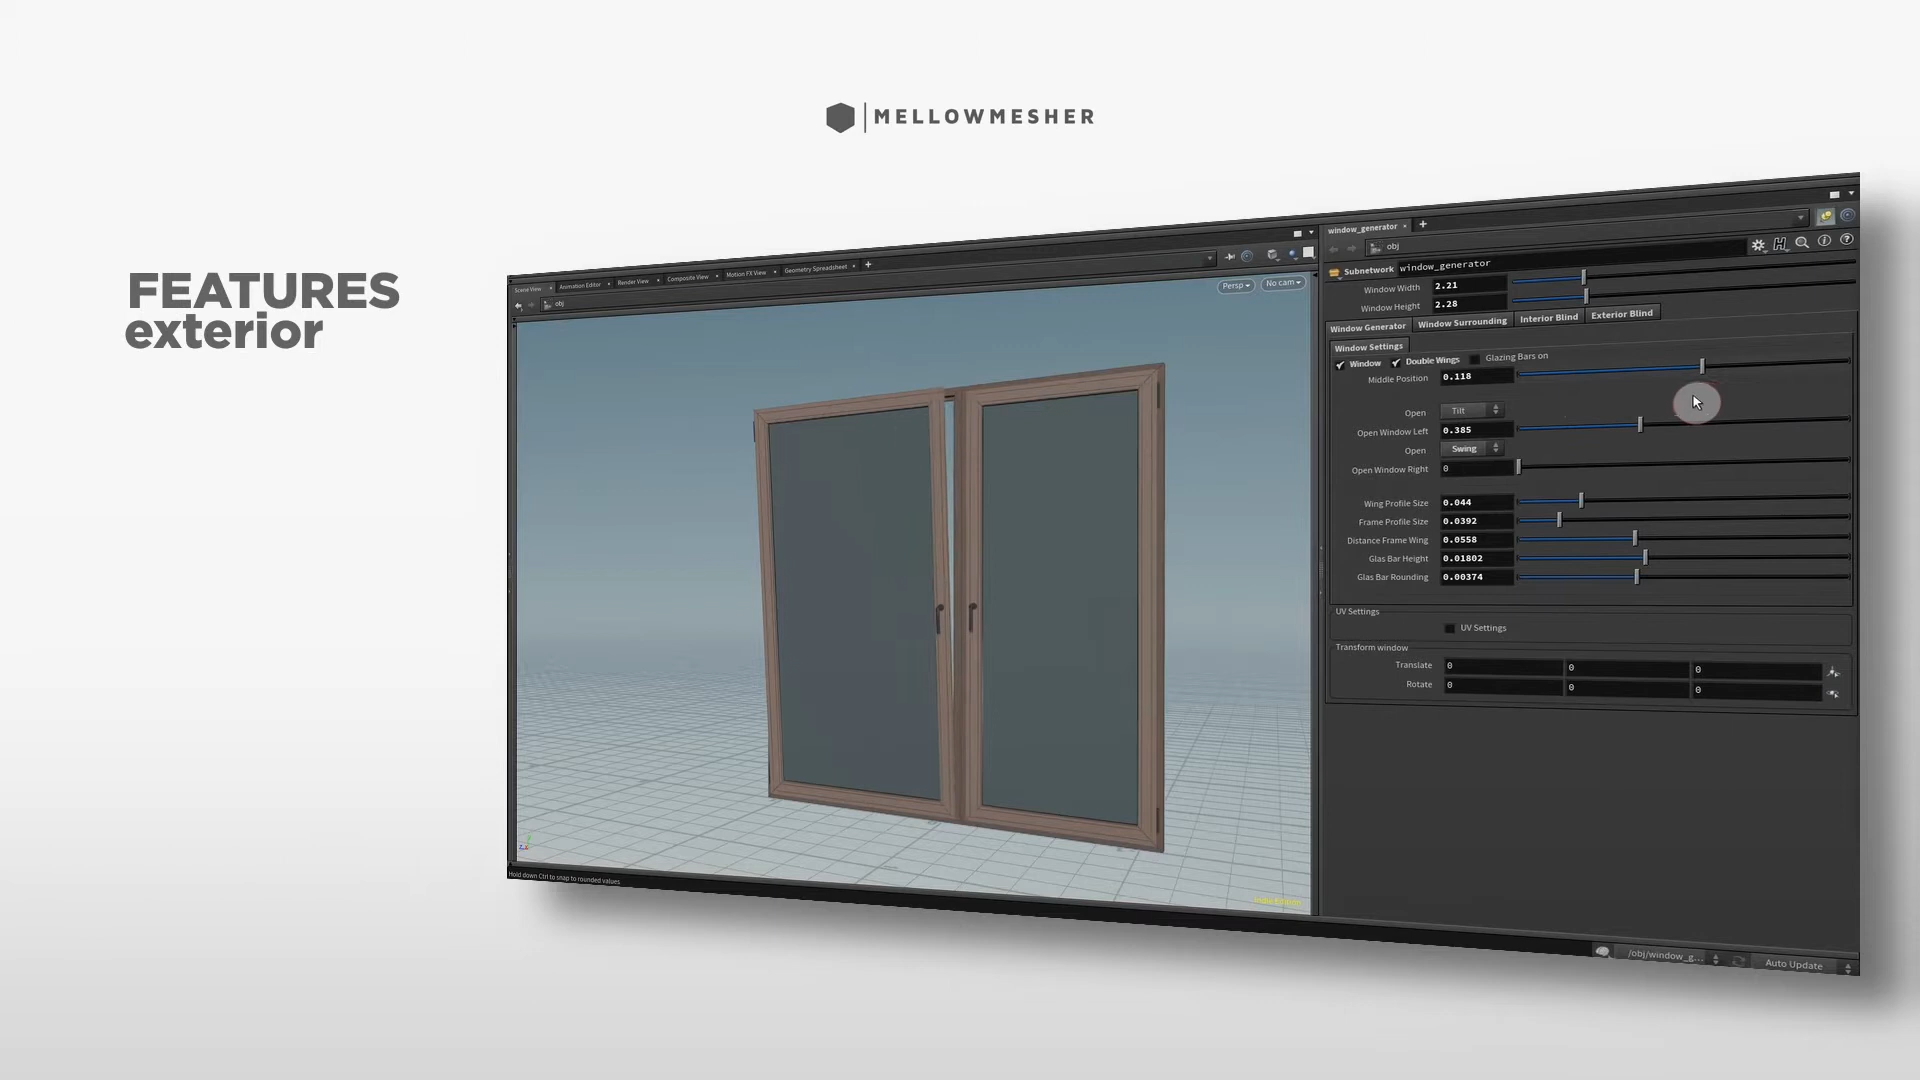 MELLOWMESHER
FEATURES
exterior
Scene View Animation Editor Render View Composite View Motion FX View Geometry Spreadsheet +
obj
Persp No cam
Hold down Ctrl to snap to rounded values
Indie Edition
window_generator +
obj
Subnetwork window_generator
Window Width 2.21
Window Height 2.28
Window Generator Window Surrounding Interior Blind Exterior Blind
Window Settings
Window Double Wings Glazing Bars on
Middle Position 0.118
Open Tilt
Open Window Left 0.385
Open Swing
Open Window Right 0
Wing Profile Size 0.044
Frame Profile Size 0.0392
Distance Frame Wing 0.0558
Glas Bar Height 0.01802
Glas Bar Rounding 0.00374
UV Settings
UV Settings
Transform window
Translate 0 0 0
Rotate 0 0 0
/obj/window_g... Auto Update